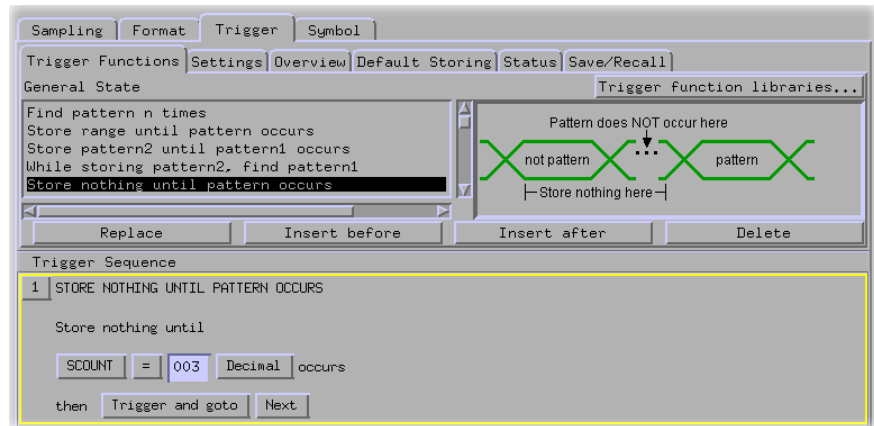 Sampling Format Trigger Symbol
Trigger Functions Settings Overview Default Storing Status Save/Recall
General State
Trigger function libraries...
Find pattern n times
Store range until pattern occurs
Store pattern2 until pattern1 occurs
While storing pattern2, find pattern1
Store nothing until pattern occurs
Pattern does NOT occur here
not pattern ... pattern
Store nothing here
Replace Insert before Insert after Delete
Trigger Sequence
1 STORE NOTHING UNTIL PATTERN OCCURS
Store nothing until
SCOUNT = 003 Decimal occurs
then Trigger and goto Next